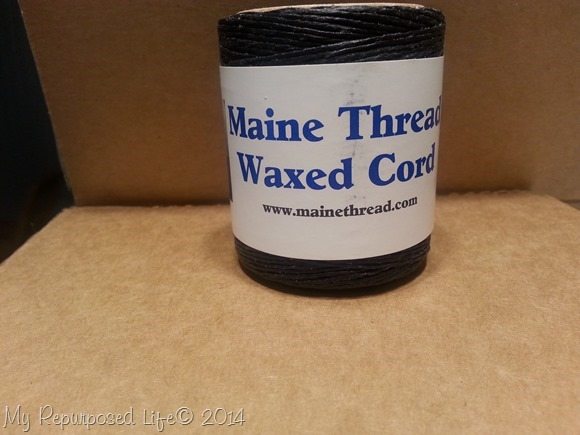 Maine Thread
Waxed Cord
www.mainethread.com
My Repurposed Life© 2014